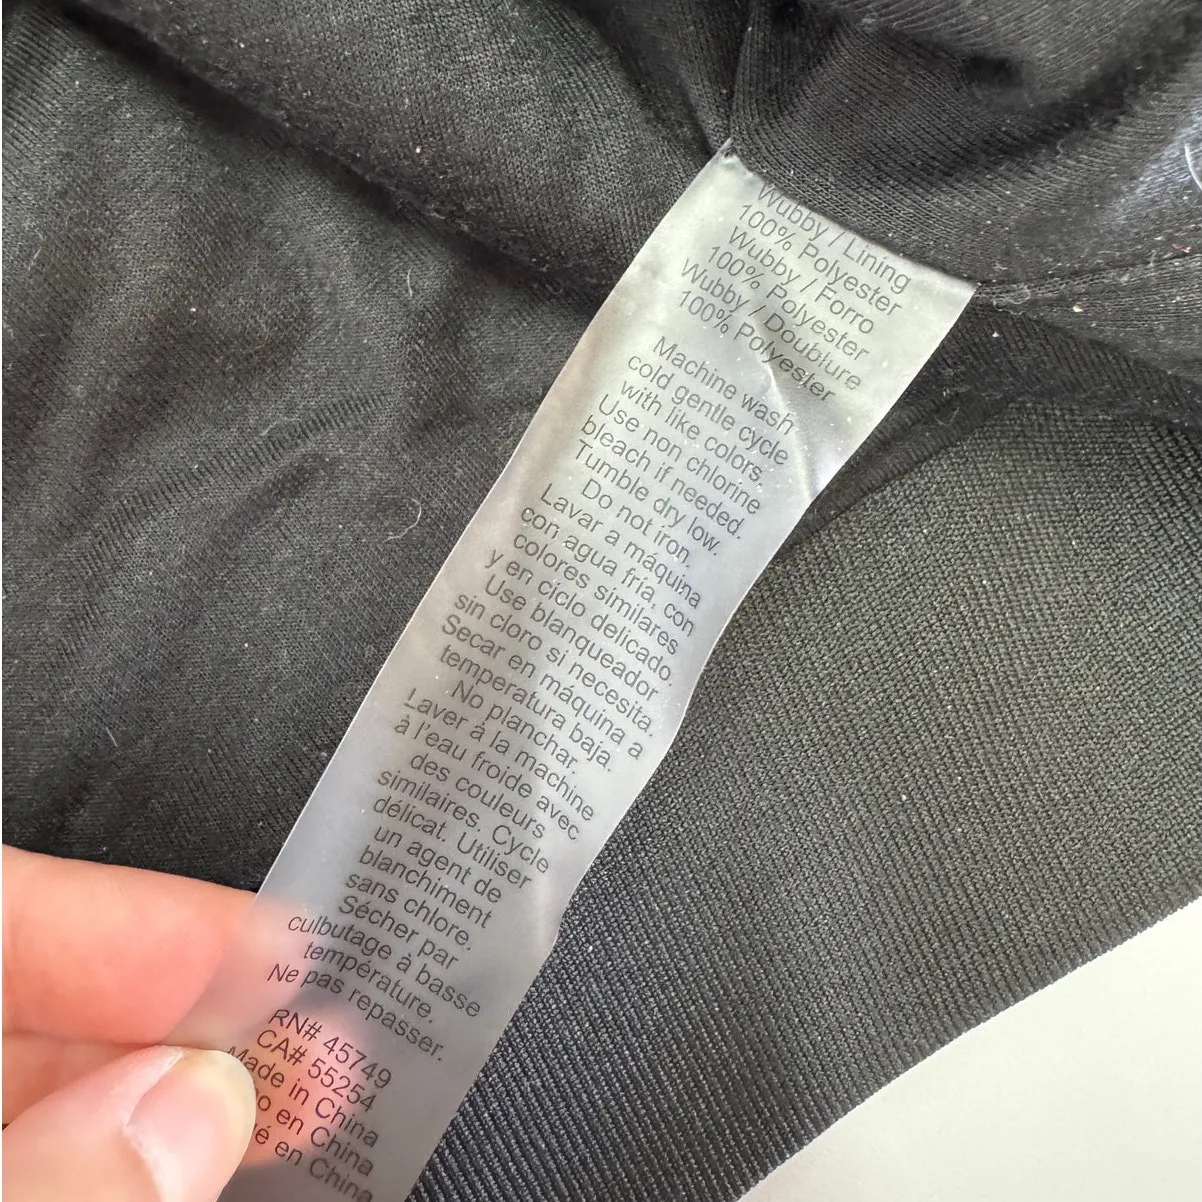 Wubby / Lining
100% Polyester
Wubby / Forro
100% Polyester
Wubby / Doublure
100% Polyester
Machine wash
cold gentle cycle
with like colors.
Use non chlorine
bleach if needed.
Tumble dry low.
Do not iron.
Lavar a máquina
con agua fría, con
colores similares
y en ciclo delicado.
Use blanqueador
sin cloro si necesita.
Secar en máquina a
temperatura baja.
No planchar.
Laver à la machine
à l'eau froide avec
des couleurs
similaires. Cycle
délicat. Utiliser
un agent de
blanchiment
sans chlore.
Sécher par
culbutage à basse
température.
Ne pas repasser.
RN# 45749
CA# 55254
Made in China
en China
en China